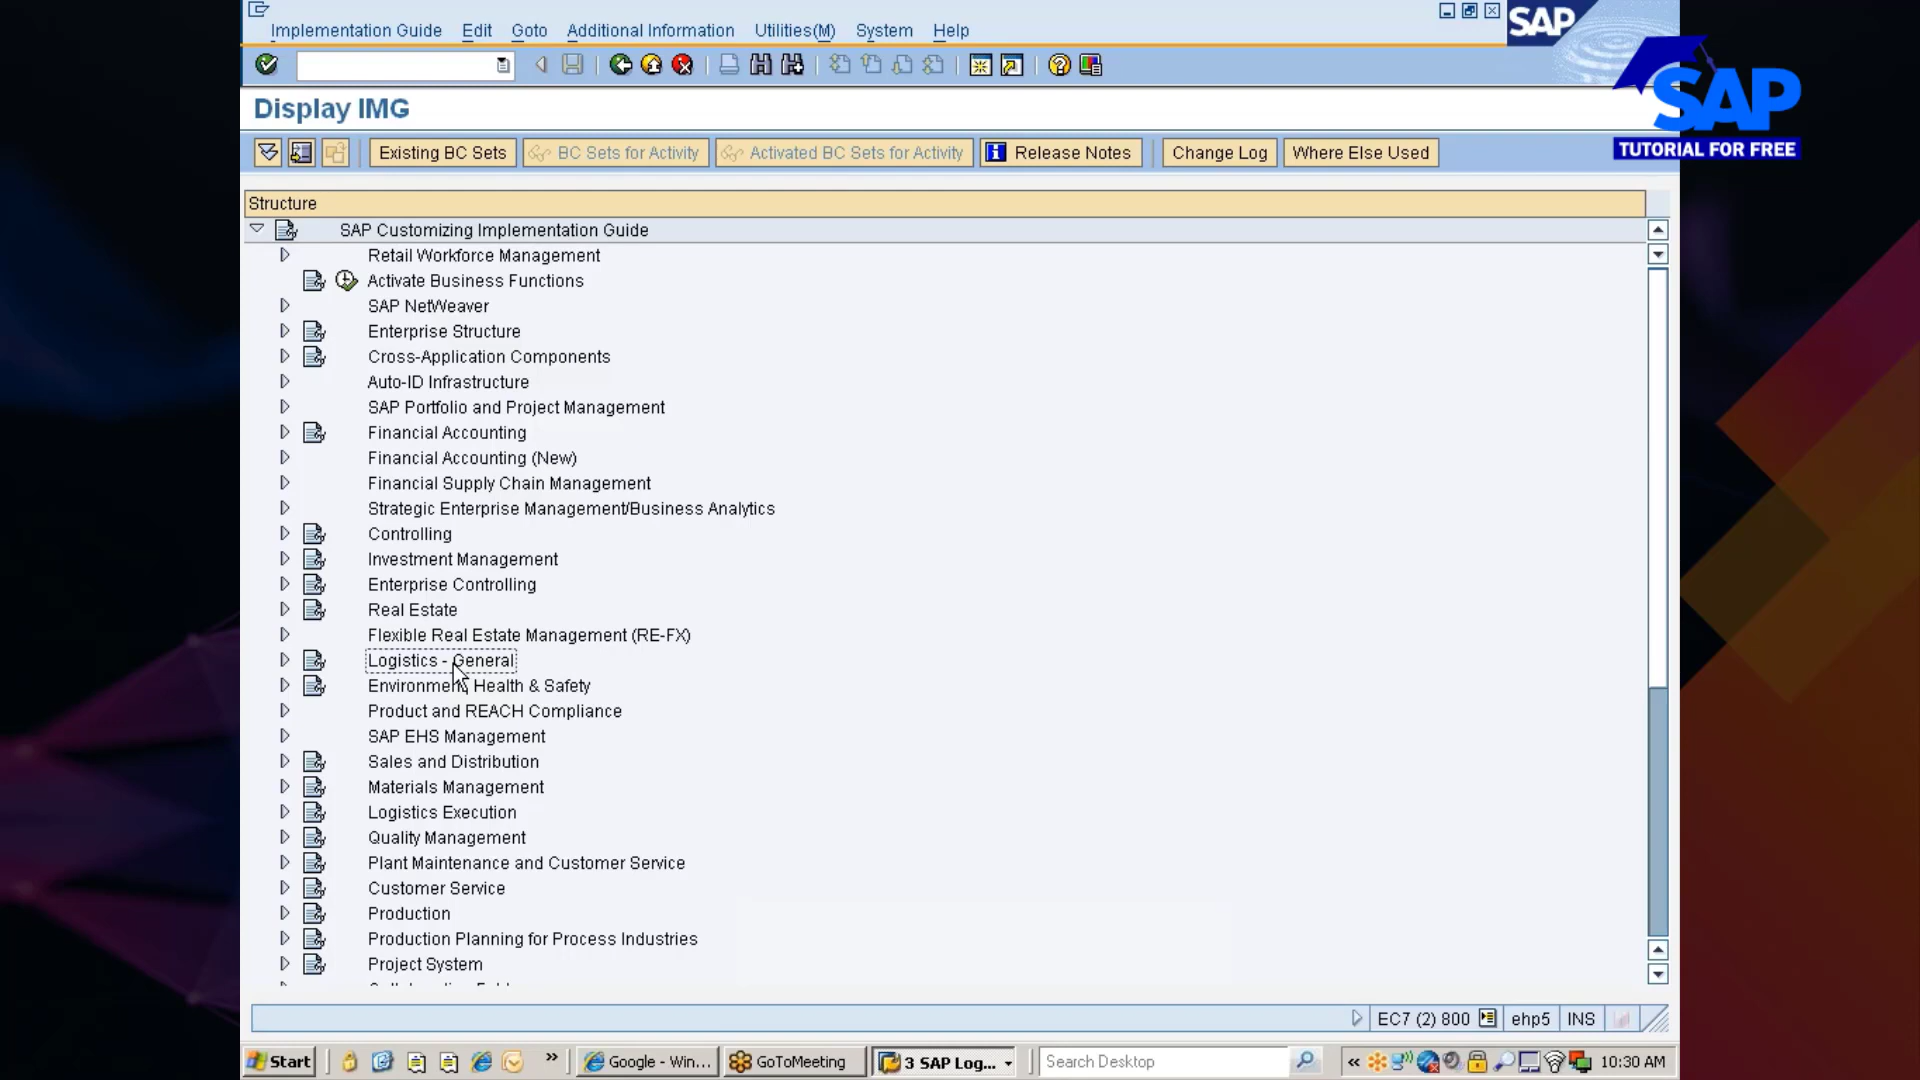 Implementation Guide Edit Goto Additional Information Utilities(M) System Help
SAP
SAP
TUTORIAL FOR FREE
Display IMG
Existing BC Sets BC Sets for Activity Activated BC Sets for Activity Release Notes Change Log Where Else Used
Structure
SAP Customizing Implementation Guide
Retail Workforce Management
Activate Business Functions
SAP NetWeaver
Enterprise Structure
Cross-Application Components
Auto-ID Infrastructure
SAP Portfolio and Project Management
Financial Accounting
Financial Accounting (New)
Financial Supply Chain Management
Strategic Enterprise Management/Business Analytics
Controlling
Investment Management
Enterprise Controlling
Real Estate
Flexible Real Estate Management (RE-FX)
Logistics - General
Environment, Health & Safety
Product and REACH Compliance
SAP EHS Management
Sales and Distribution
Materials Management
Logistics Execution
Quality Management
Plant Maintenance and Customer Service
Customer Service
Production
Production Planning for Process Industries
Project System
EC7 (2) 800 ehp5 INS
Start Google - Win... GoToMeeting 3 SAP Log... Search Desktop 10:30 AM